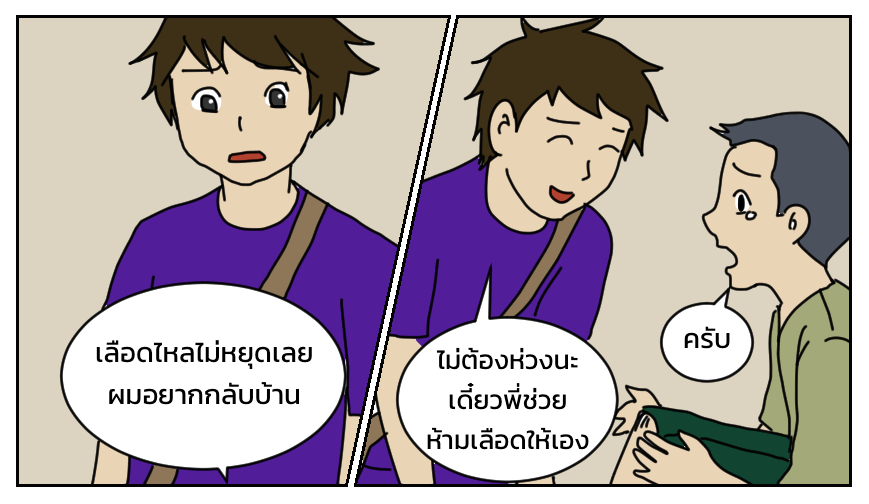 เลือดไหลไม่หยุดเลย
ผมอยากกลับบ้าน
ไม่ต้องห่วงนะ
เดี๋ยวพี่ช่วย
ห้ามเลือดให้เอง
ครับ